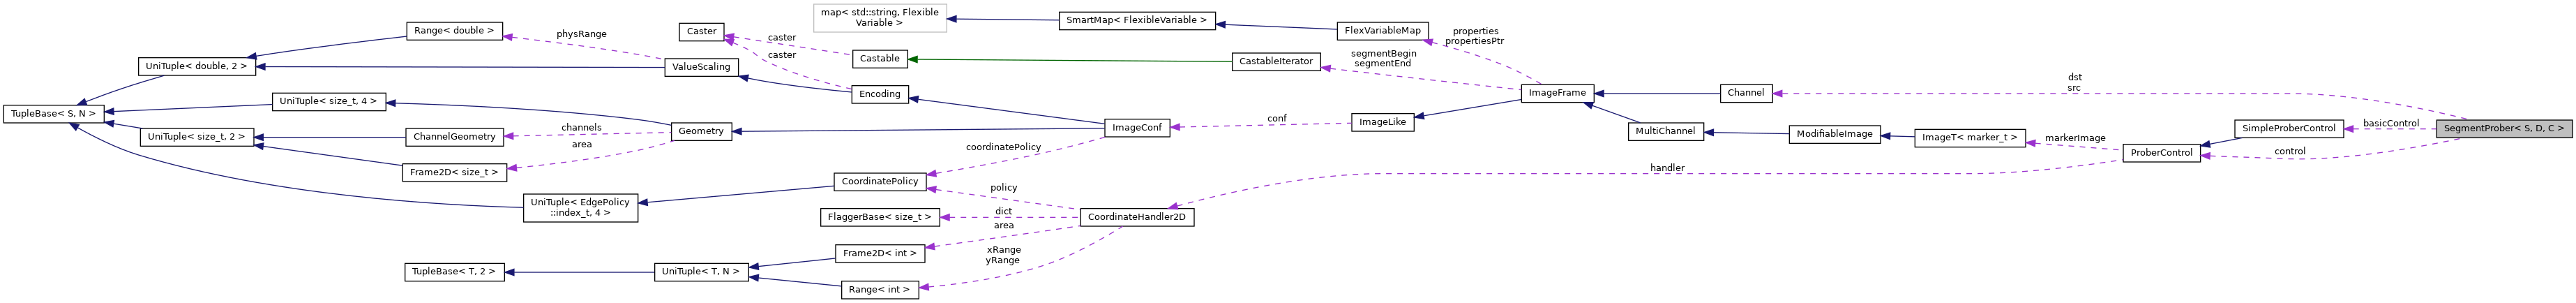 map< std::string, Flexible
Variable >
SmartMap< FlexibleVariable >
FlexVariableMap
Range< double >
Caster
physRange
caster
caster
properties
propertiesPtr
UniTuple< double, 2 >
ValueScaling
Castable
CastableIterator
segmentBegin
segmentEnd
dst
src
UniTuple< size_t, 4 >
Encoding
ImageFrame
Channel
TupleBase< S, N >
UniTuple< size_t, 2 >
ChannelGeometry
channels
area
Geometry
ImageConf
conf
ImageLike
MultiChannel
ModifiableImage
ImageT< marker_t >
markerImage
SimpleProberControl
basicControl
SegmentProber< S, D, C >
ProberControl
control
Frame2D< size_t >
coordinatePolicy
handler
UniTuple< EdgePolicy
::index_t, 4 >
CoordinatePolicy
policy
FlaggerBase< size_t >
dict
CoordinateHandler2D
area
Frame2D< int >
xRange
yRange
TupleBase< T, 2 >
UniTuple< T, N >
Range< int >